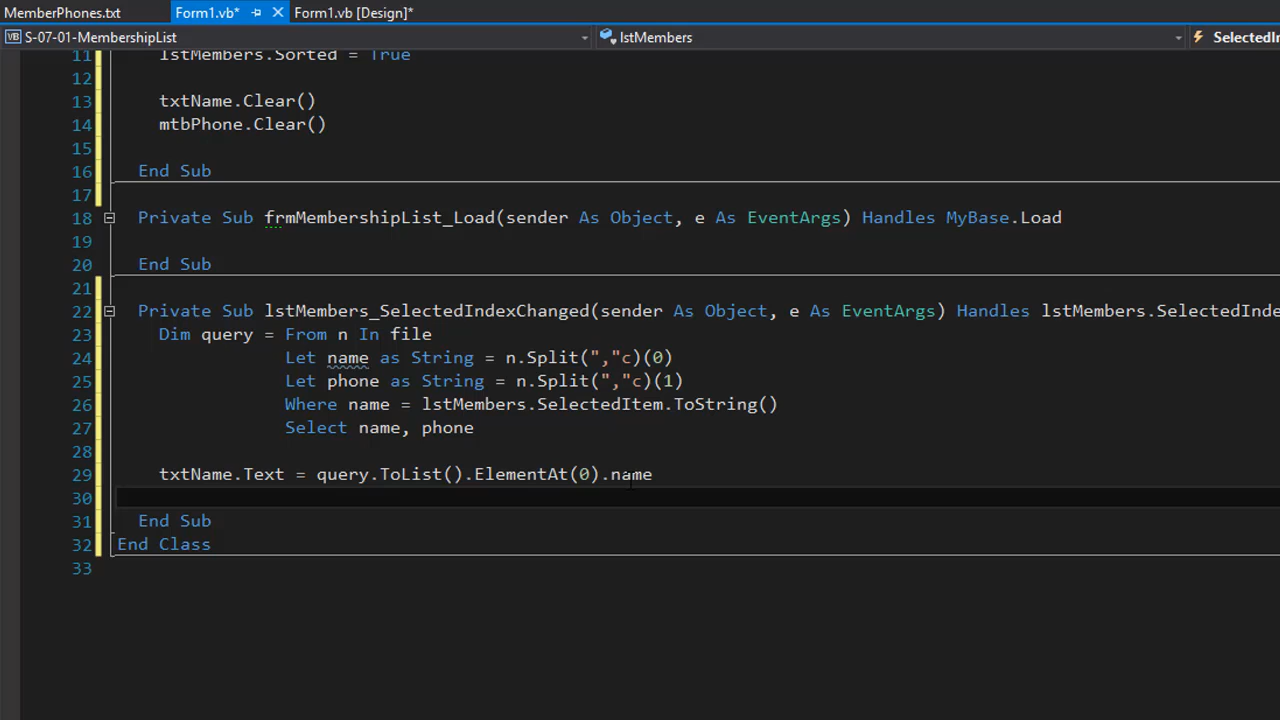 MemberPhones.txt Form1.vb* Form1.vb [Design]*
VB S-07-01-MembershipList lstMembers SelectedIn
11 lstMembers.Sorted = True
12
13 txtName.Clear()
14 mtbPhone.Clear()
15
16 End Sub
17
18 Private Sub frmMembershipList_Load(sender As Object, e As EventArgs) Handles MyBase.Load
19
20 End Sub
21
22 Private Sub lstMembers_SelectedIndexChanged(sender As Object, e As EventArgs) Handles lstMembers.SelectedInde
23 Dim query = From n In file
24 Let name as String = n.Split(","c)(0)
25 Let phone as String = n.Split(","c)(1)
26 Where name = lstMembers.SelectedItem.ToString()
27 Select name, phone
28
29 txtName.Text = query.ToList().ElementAt(0).name
30
31 End Sub
32 End Class
33